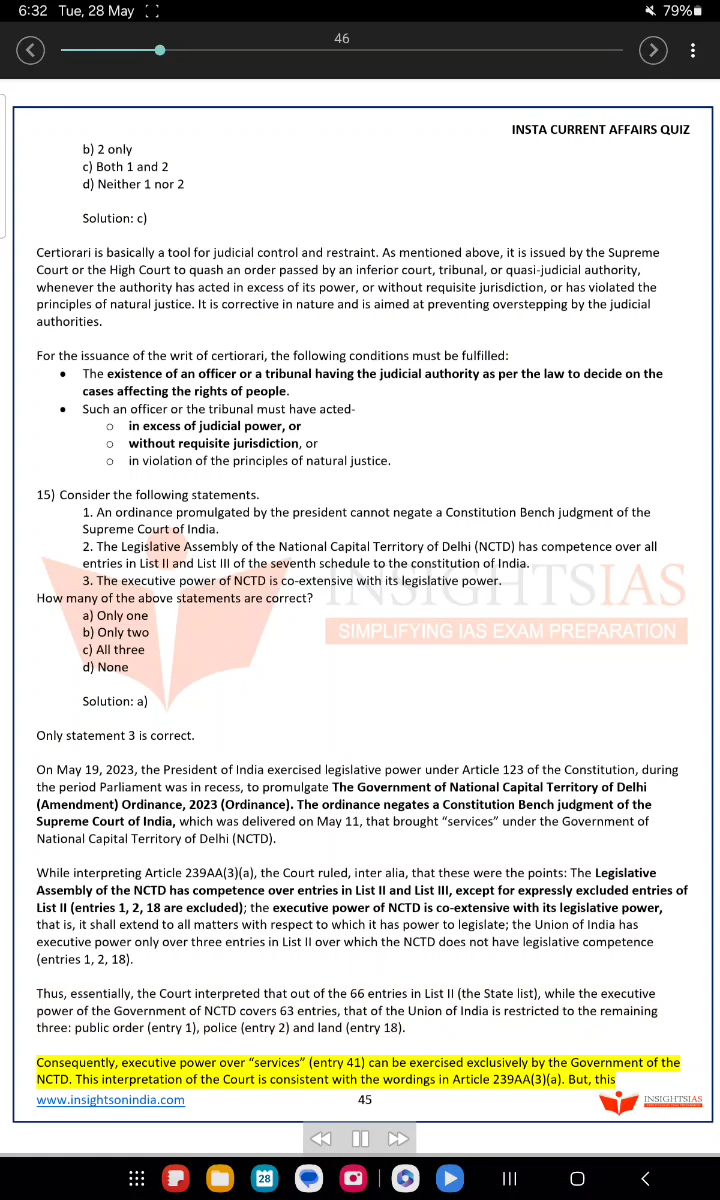 6:32 Tue, 28 May
79%
46
INSTA CURRENT AFFAIRS QUIZ
b) 2 only
c) Both 1 and 2
d) Neither 1 nor 2
Solution: c)
Certiorari is basically a tool for judicial control and restraint. As mentioned above, it is issued by the Supreme
Court or the High Court to quash an order passed by an inferior court, tribunal, or quasi-judicial authority,
whenever the authority has acted in excess of its power, or without requisite jurisdiction, or has violated the
principles of natural justice. It is corrective in nature and is aimed at preventing overstepping by the judicial
authorities.
For the issuance of the writ of certiorari, the following conditions must be fulfilled:
• The existence of an officer or a tribunal having the judicial authority as per the law to decide on the
cases affecting the rights of people.
• Such an officer or the tribunal must have acted-
o in excess of judicial power, or
o without requisite jurisdiction, or
o in violation of the principles of natural justice.
15) Consider the following statements.
1. An ordinance promulgated by the president cannot negate a Constitution Bench judgment of the
Supreme Court of India.
2. The Legislative Assembly of the National Capital Territory of Delhi (NCTD) has competence over all
entries in List II and List III of the seventh schedule to the constitution of India.
3. The executive power of NCTD is co-extensive with its legislative power.
How many of the above statements are correct?
a) Only one
b) Only two
c) All three
d) None
INSIGHTSIAS
SIMPLIFYING IAS EXAM PREPARATION
Solution: a)
Only statement 3 is correct.
On May 19, 2023, the President of India exercised legislative power under Article 123 of the Constitution, during
the period Parliament was in recess, to promulgate The Government of National Capital Territory of Delhi
(Amendment) Ordinance, 2023 (Ordinance). The ordinance negates a Constitution Bench judgment of the
Supreme Court of India, which was delivered on May 11, that brought “services” under the Government of
National Capital Territory of Delhi (NCTD).
While interpreting Article 239AA(3)(a), the Court ruled, inter alia, that these were the points: The Legislative
Assembly of the NCTD has competence over entries in List II and List III, except for expressly excluded entries of
List II (entries 1, 2, 18 are excluded); the executive power of NCTD is co-extensive with its legislative power,
that is, it shall extend to all matters with respect to which it has power to legislate; the Union of India has
executive power only over three entries in List II over which the NCTD does not have legislative competence
(entries 1, 2, 18).
Thus, essentially, the Court interpreted that out of the 66 entries in List II (the State list), while the executive
power of the Government of NCTD covers 63 entries, that of the Union of India is restricted to the remaining
three: public order (entry 1), police (entry 2) and land (entry 18).
Consequently, executive power over “services” (entry 41) can be exercised exclusively by the Government of the
NCTD. This interpretation of the Court is consistent with the wordings in Article 239AA(3)(a). But, this
www.insightsonindia.com
45
INSIGHTSIAS
28